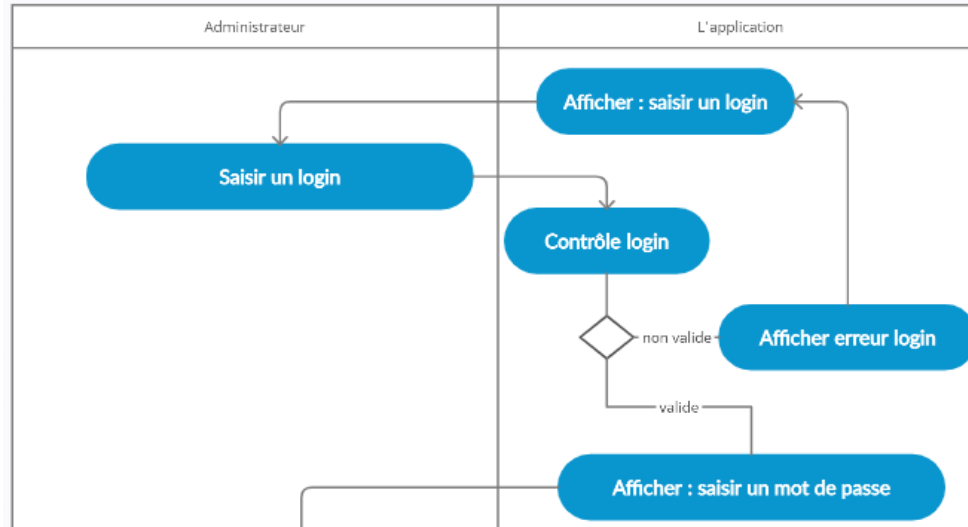 Administrateur
L'application
Afficher : saisir un login
Saisir un login
Contrôle login
non valide
Afficher erreur login
valide
Afficher : saisir un mot de passe